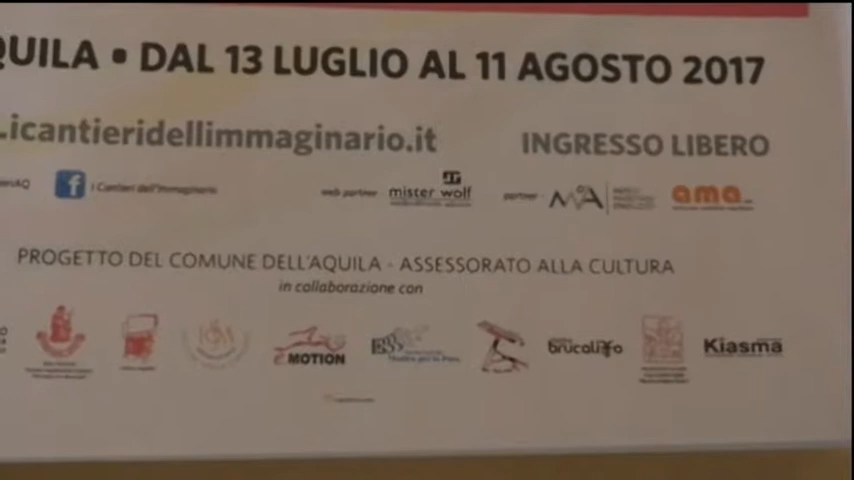 QUILA • DAL 13 LUGLIO AL 11 AGOSTO 2017
.icantieridellimmaginario.it INGRESSO LIBERO
I Cantieri dell'Immaginario web partner mister wolf partner MA ama
PROGETTO DEL COMUNE DELL'AQUILA - ASSESSORATO ALLA CULTURA
in collaborazione con
EMOTION brucaliffo Kiasma